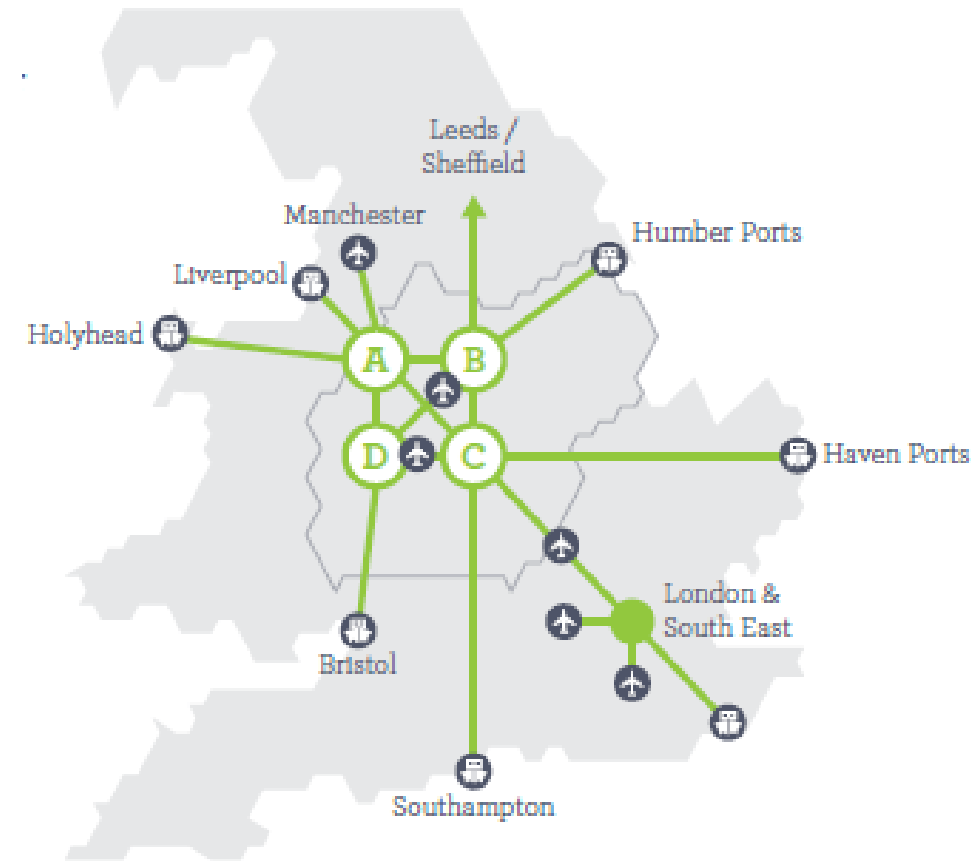 Leeds /
Sheffield
Manchester
Humber Ports
Liverpool
Holyhead
A
B
D
C
Haven Ports
London &
South East
Bristol
Southampton